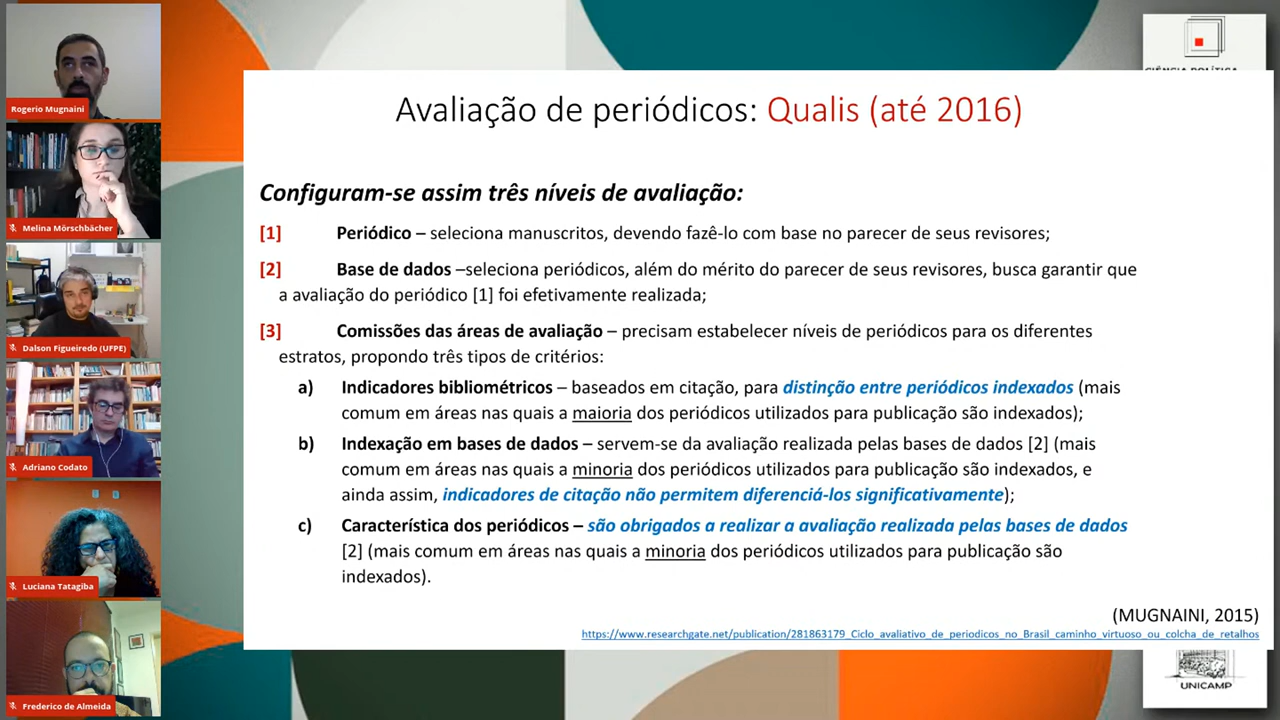 Rogerio Mugnaini
Melina Mörschbächer
Dalson Figueiredo (UFPE)
Adriano Codato
Luciana Tatagiba
Frederico de Almeida
CIÊNCIA POLÍTICA
Avaliação de periódicos: Qualis (até 2016)
Configuram-se assim três níveis de avaliação:
[1] Periódico – seleciona manuscritos, devendo fazê-lo com base no parecer de seus revisores;
[2] Base de dados –seleciona periódicos, além do mérito do parecer de seus revisores, busca garantir que
a avaliação do periódico [1] foi efetivamente realizada;
[3] Comissões das áreas de avaliação – precisam estabelecer níveis de periódicos para os diferentes
estratos, propondo três tipos de critérios:
a) Indicadores bibliométricos – baseados em citação, para distinção entre periódicos indexados (mais
comum em áreas nas quais a maioria dos periódicos utilizados para publicação são indexados);
b) Indexação em bases de dados – servem-se da avaliação realizada pelas bases de dados [2] (mais
comum em áreas nas quais a minoria dos periódicos utilizados para publicação são indexados, e
ainda assim, indicadores de citação não permitem diferenciá-los significativamente);
c) Característica dos periódicos – são obrigados a realizar a avaliação realizada pelas bases de dados
[2] (mais comum em áreas nas quais a minoria dos periódicos utilizados para publicação são
indexados).
(MUGNAINI, 2015)
https://www.researchgate.net/publication/281863179_Ciclo_avaliativo_de_periodicos_no_Brasil_caminho_virtuoso_ou_colcha_de_retalhos
UNICAMP